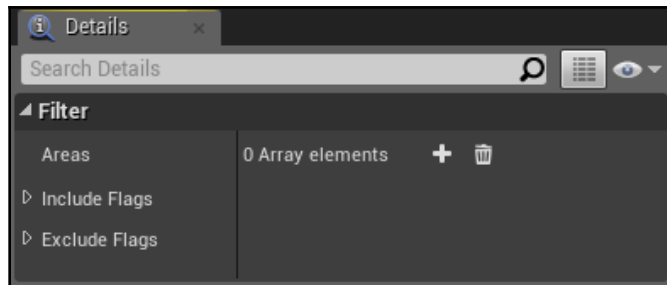 Details
Search Details
Filter
Areas 0 Array elements
Include Flags
Exclude Flags